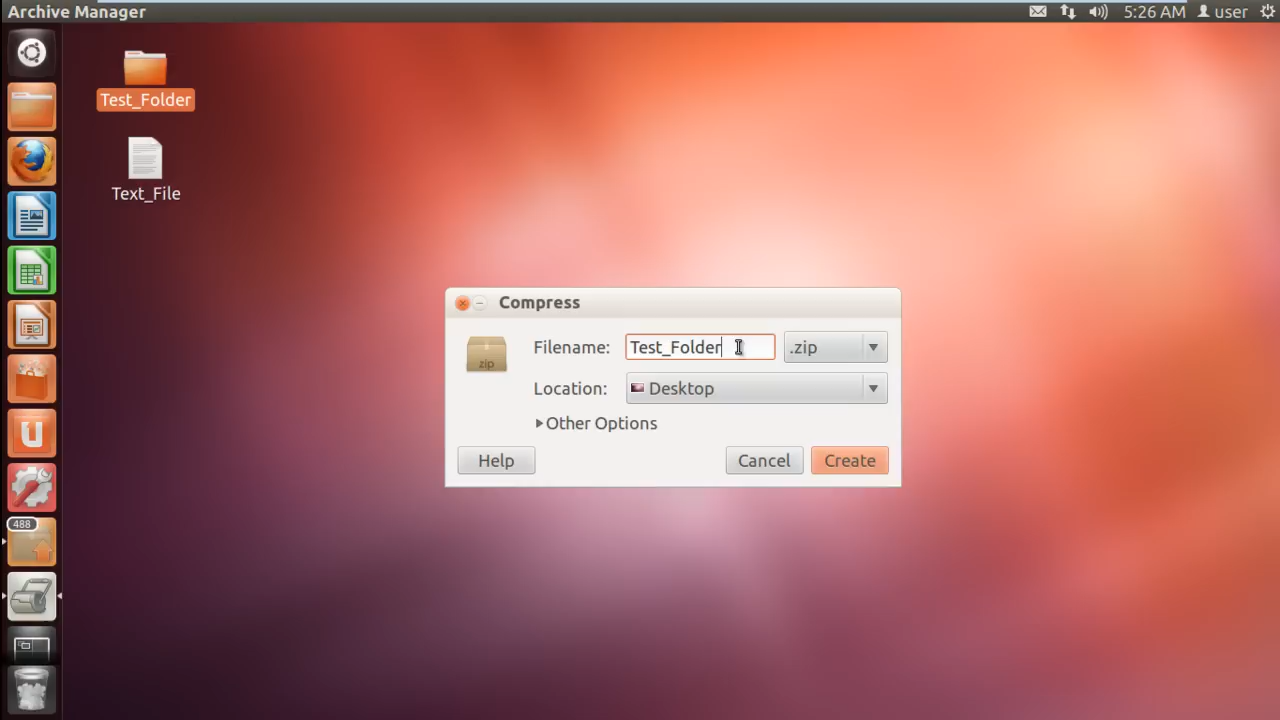 Archive Manager 5:26 AM user
Test_Folder
Text_File
Compress
Filename: Test_Folder .zip
zip
Location: Desktop
Other Options
Help Cancel Create
U
488